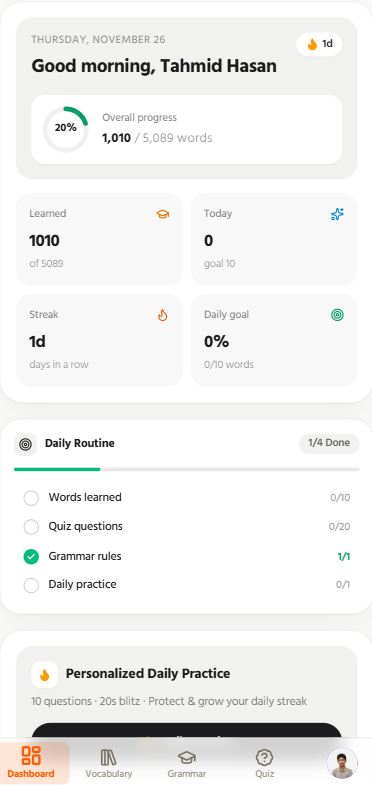 THURSDAY, NOVEMBER 26
1d
Good morning, Tahmid Hasan
20%
Overall progress
1,010 / 5,089 words
Learned
1010
of 5089
Today
0
goal 10
Streak
1d
days in a row
Daily goal
0%
0/10 words
Daily Routine
1/4 Done
Words learned 0/10
Quiz questions 0/20
Grammar rules 1/1
Daily practice 0/1
Personalized Daily Practice
10 questions · 20s blitz · Protect & grow your daily streak
Dashboard
Vocabulary
Grammar
Quiz